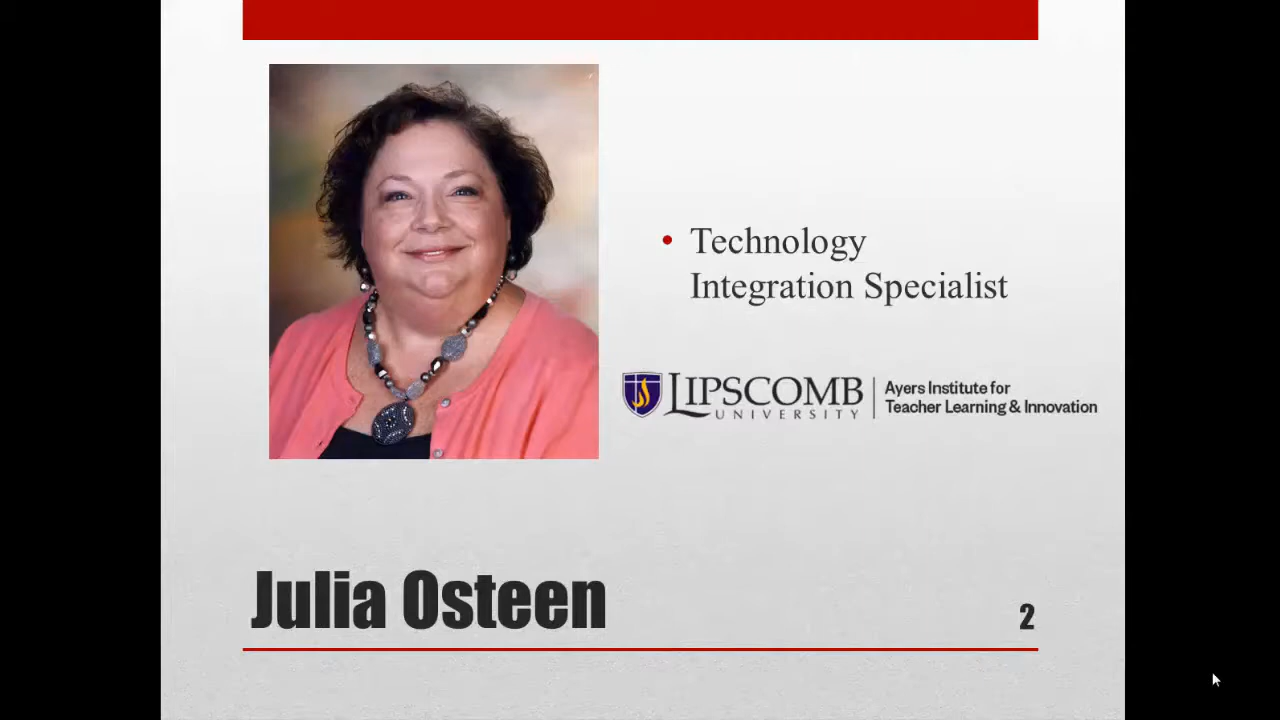 Technology
Integration Specialist
LIPSCOMB
UNIVERSITY
Ayers Institute for
Teacher Learning & Innovation
Julia Osteen
2